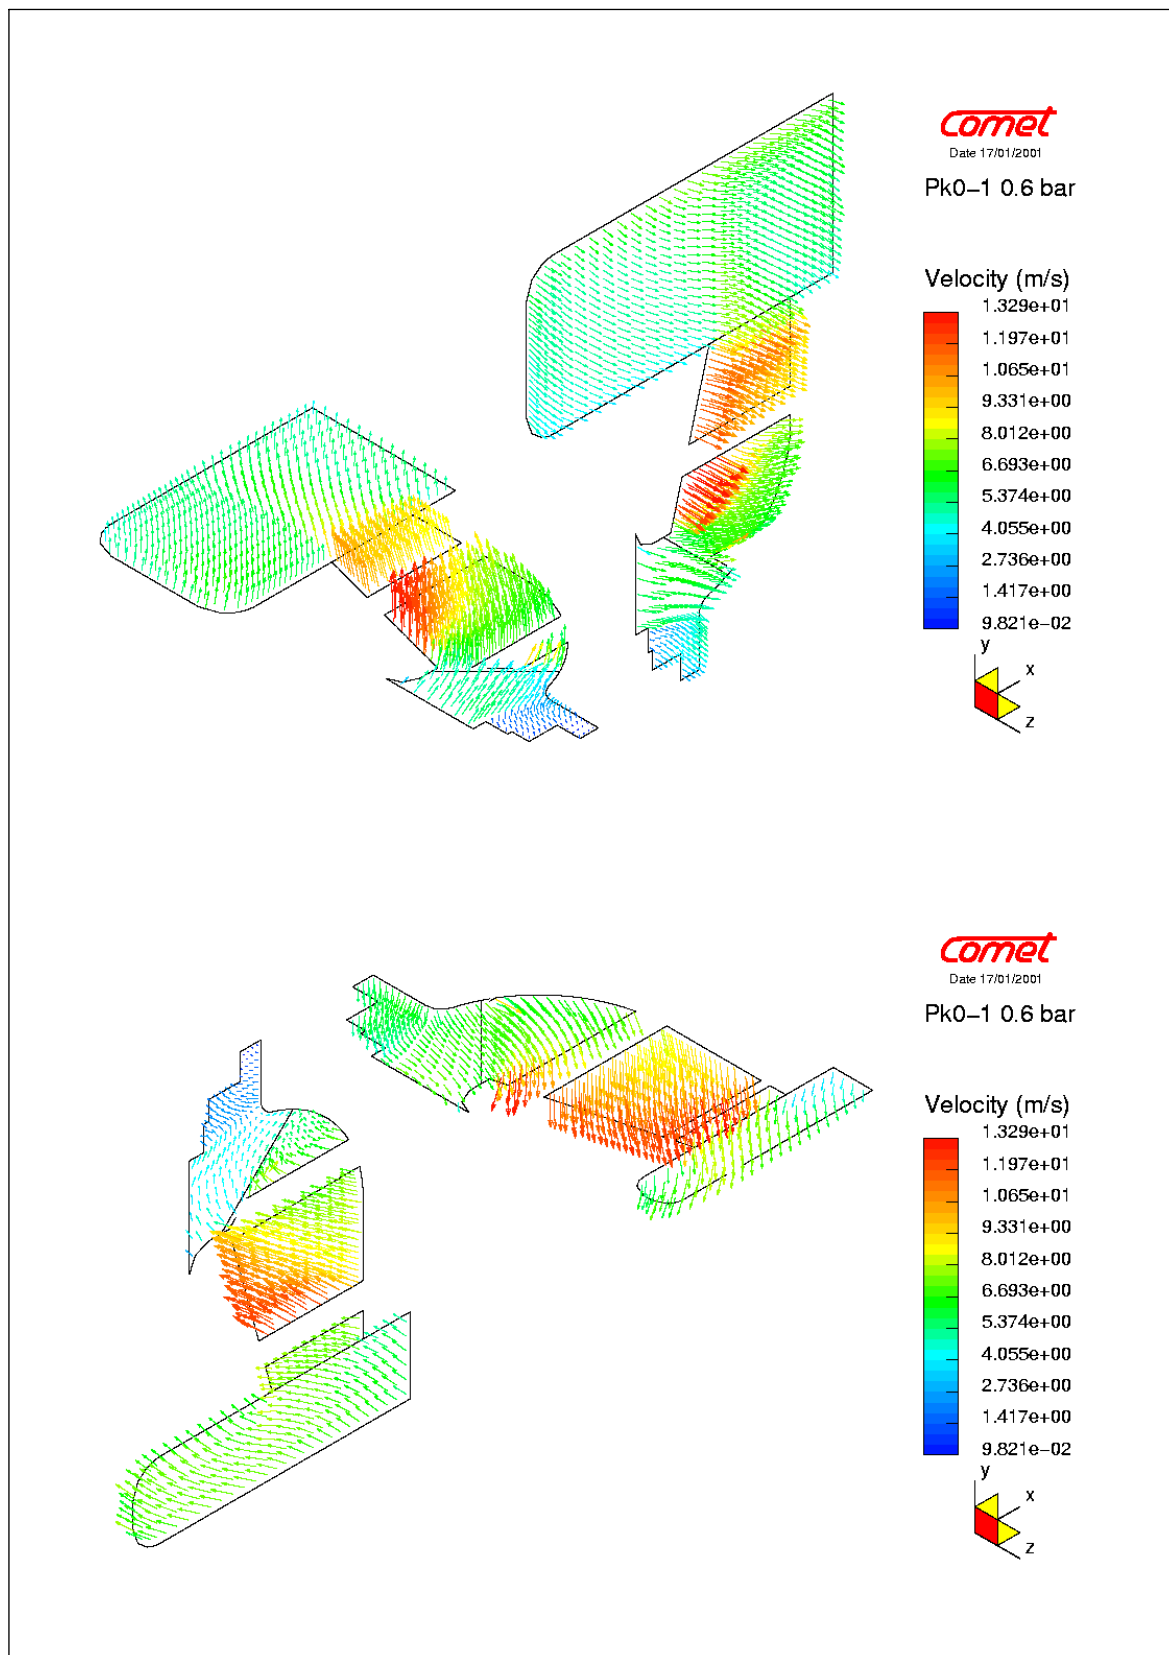 Comet
Date 17/01/2001
Pk0-1 0.6 bar
Velocity (m/s)
1.329e+01
1.197e+01
1.065e+01
9.331e+00
8.012e+00
6.693e+00
5.374e+00
4.055e+00
2.736e+00
1.417e+00
9.821e-02
y
x
z
Comet
Date 17/01/2001
Pk0-1 0.6 bar
Velocity (m/s)
1.329e+01
1.197e+01
1.065e+01
9.331e+00
8.012e+00
6.693e+00
5.374e+00
4.055e+00
2.736e+00
1.417e+00
9.821e-02
y
x
z